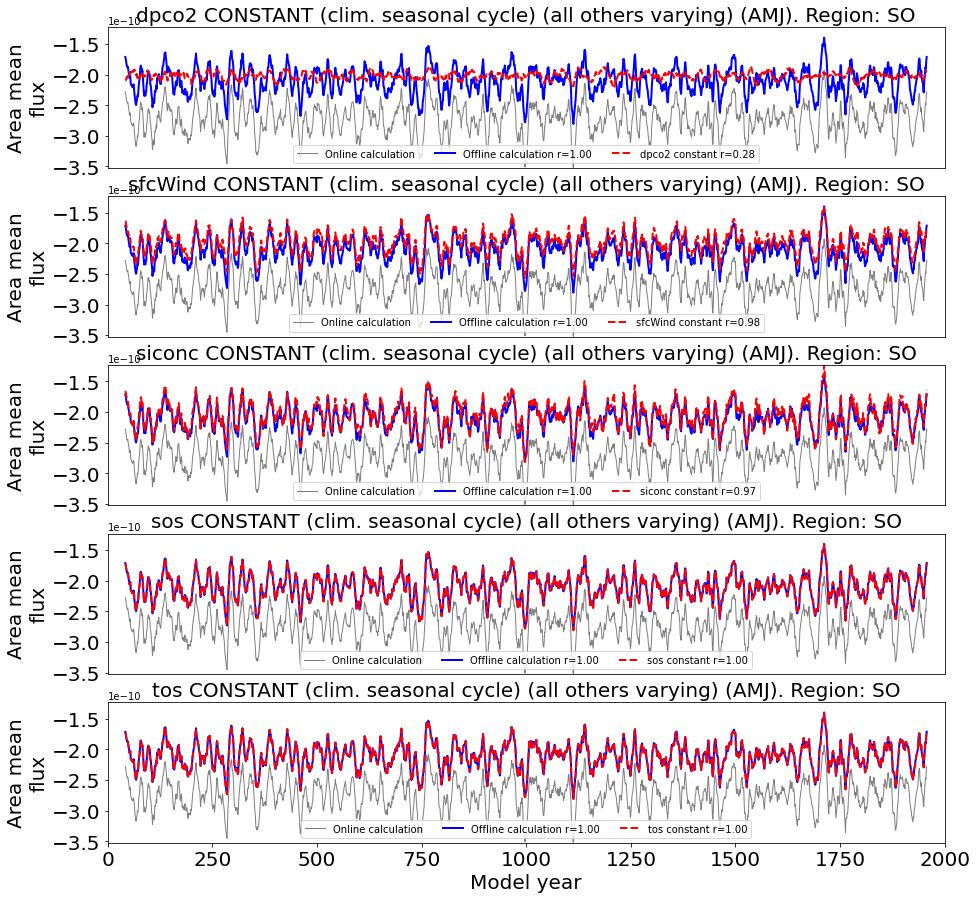 1e−10
dpco2 CONSTANT (clim. seasonal cycle) (all others varying) (AMJ). Region: SO
−1.5
−2.0
−2.5
−3.0
−3.5
Area mean
flux
Online calculation
Offline calculation r=1.00
dpco2 constant r=0.28
1e−10
sfcWind CONSTANT (clim. seasonal cycle) (all others varying) (AMJ). Region: SO
−1.5
−2.0
−2.5
−3.0
−3.5
Area mean
flux
Online calculation
Offline calculation r=1.00
sfcWind constant r=0.98
1e−10
siconc CONSTANT (clim. seasonal cycle) (all others varying) (AMJ). Region: SO
−1.5
−2.0
−2.5
−3.0
−3.5
Area mean
flux
Online calculation
Offline calculation r=1.00
siconc constant r=0.97
1e−10
sos CONSTANT (clim. seasonal cycle) (all others varying) (AMJ). Region: SO
−1.5
−2.0
−2.5
−3.0
−3.5
Area mean
flux
Online calculation
Offline calculation r=1.00
sos constant r=1.00
1e−10
tos CONSTANT (clim. seasonal cycle) (all others varying) (AMJ). Region: SO
−1.5
−2.0
−2.5
−3.0
−3.5
Area mean
flux
Online calculation
Offline calculation r=1.00
tos constant r=1.00
0 250 500 750 1000 1250 1500 1750 2000
Model year